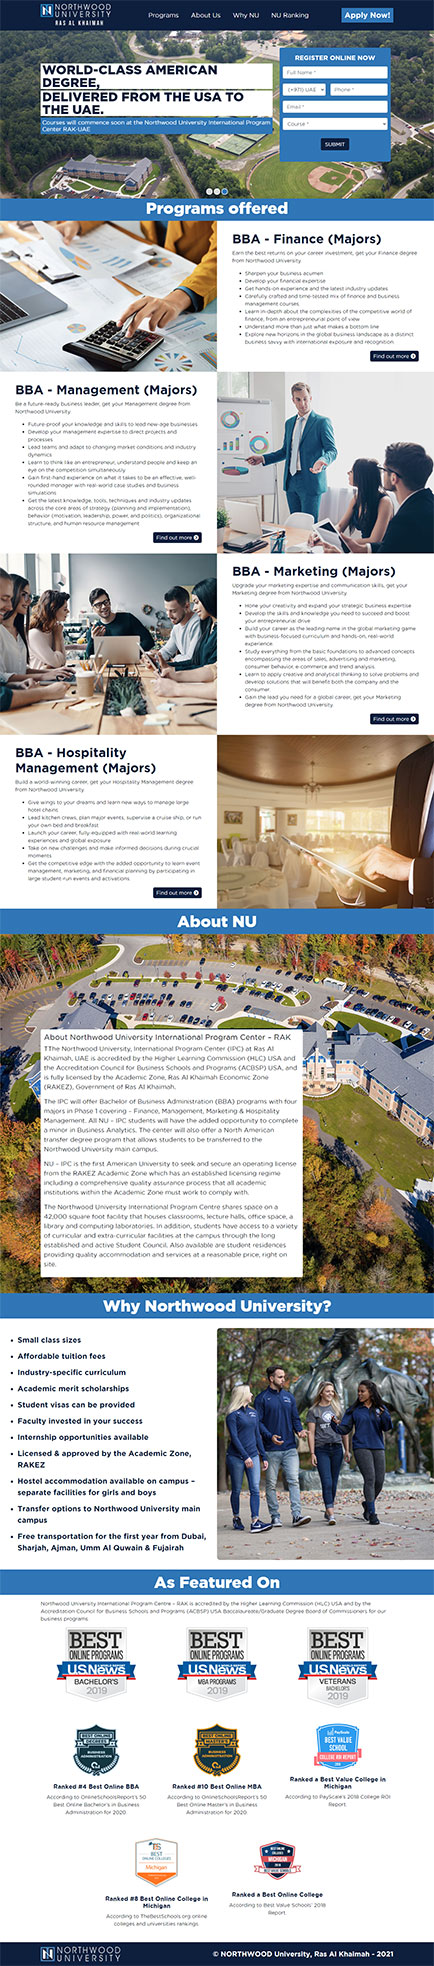 NORTHWOOD
UNIVERSITY
RAS AL KHAIMAH
Programs
About Us
Why NU
NU Ranking
Apply Now!
WORLD-CLASS AMERICAN
DEGREE,
DELIVERED FROM THE USA TO
THE UAE.
Courses will commence soon at the Northwood University International Program
Center RAK-UAE
REGISTER ONLINE NOW
Full Name *
(+971) UAE
Phone *
Email *
Course *
SUBMIT
Programs offered
BBA - Finance (Majors)
Earn the best returns on your career investment, get your Finance degree
from Northwood University.
Sharpen your business acumen
Develop your financial expertise
Get hands-on experience and the latest industry updates
Carefully crafted and time-tested mix of finance and business
management courses.
Learn in-depth about the complexities of the competitive world of
finance, from an entrepreneurial point of view
Understand more than just what makes a bottom line
Explore new horizons in the global business landscape as a distinct
business savvy with international exposure and recognition.
Find out more
BBA - Management (Majors)
Be a future-ready business leader, get your Management degree from
Northwood University.
Future-proof your knowledge and skills to lead new-age businesses
Develop your management expertise to direct projects and
processes
Lead teams and adapt to changing market conditions and industry
dynamics
Learn to think like an entrepreneur, understand people and keep an
eye on the competition simultaneously
Gain first-hand experience on what it takes to be an effective, well-
rounded manager with real-world case studies and business
simulations
Get the latest knowledge, tools, techniques and industry updates
across the core areas of strategy (planning and implementation),
behavior (motivation, leadership, power, and politics), organizational
structure, and human resource management
Find out more
BBA - Marketing (Majors)
Upgrade your marketing expertise and communication skills, get your
Marketing degree from Northwood University
Hone your creativity and expand your strategic business expertise
Develop the skills and knowledge you need to succeed and boost
your entrepreneurial drive
Build your career as the leading name in the global marketing game
with business-focused curriculum and hands-on, real-world
experience.
Study everything from the basic foundations to advanced concepts
encompassing the areas of sales, advertising and marketing,
consumer behavior, e-commerce and trend analysis.
Learn to apply creative and analytical thinking to solve problems and
develop solutions that will benefit both the company and the
consumer.
Gain the lead you need for a global career, get your Marketing
degree from Northwood University.
Find out more
BBA - Hospitality
Management (Majors)
Build a world-winning career, get your Hospitality Management degree
from Northwood University
Give wings to your dreams and learn new ways to manage large
hotel chains.
Lead kitchen crews, plan major events, supervise a cruise ship, or run
your own bed and breakfast
Launch your career, fully equipped with real-world learning
experiences and global exposure
Take on new challenges and make informed decisions during crucial
moments
Get the competitive edge with the added opportunity to learn event
management, marketing, and financial planning by participating in
large student run events and activations.
Find out more
About NU
About Northwood University International Program Center – RAK
TThe Northwood University, International Program Center (IPC) at Ras Al
Khaimah, UAE is accredited by the Higher Learning Commission (HLC) USA and
the Accreditation Council for Business Schools and Programs (ACBSP) USA, and
is fully licensed by the Academic Zone, Ras Al Khaimah Economic Zone
(RAKEZ), Government of Ras Al Khaimah.
The IPC will offer Bachelor of Business Administration (BBA) programs with four
majors in Phase 1 covering – Finance, Management, Marketing & Hospitality
Management. All NU – IPC students will have the added opportunity to complete
a minor in Business Analytics. The center will also offer a North American
transfer degree program that allows students to be transferred to the
Northwood University main campus.
NU – IPC is the first American University to seek and secure an operating license
from the RAKEZ Academic Zone which has an established licensing regime
including a comprehensive quality assurance process that all academic
institutions within the Academic Zone must work to comply with.
The Northwood University International Program Centre shares space on a
42,000 square foot facility that houses classrooms, lecture halls, office space, a
library and computing laboratories. In addition, students have access to a variety
of curricular and extra-curricular facilities at the campus through the long
established and active Student Council. Also available are student residences
providing quality accommodation and services at a reasonable price, right on
site.
Why Northwood University?
Small class sizes
Affordable tuition fees
Industry-specific curriculum
Academic merit scholarships
Student visas can be provided
Faculty invested in your success
Internship opportunities available
Licensed & approved by the Academic Zone,
RAKEZ
Hostel accommodation available on campus –
separate facilities for girls and boys
Transfer options to Northwood University main
campus
Free transportation for the first year from Dubai,
Sharjah, Ajman, Umm Al Quwain & Fujairah
As Featured On
Northwood University International Program Centre – RAK is accredited by the Higher Learning Commission (HLC) USA and by the
Accreditation Council for Business Schools and Programs (ACBSP) USA Baccalaureate/Graduate Degree Board of Commissioners for our
business programs
BEST
ONLINE PROGRAMS
U.S.News
BACHELOR'S
2019
BEST
ONLINE PROGRAMS
U.S.News
MBA PROGRAMS
2019
BEST
ONLINE PROGRAMS
U.S.News
VETERANS
BACHELOR'S
2019
BEST ONLINE
DEGREES
BUSINESS
ADMINISTRATION
BEST ONLINE
MASTER'S
BUSINESS
ADMINISTRATION
PayScale
BEST VALUE
SCHOOL
COLLEGE ROI REPORT
Ranked #4 Best Online BBA
According to OnlineSchoolsReport's 50
Best Online Bachelor's in Business
Administration for 2020
Ranked #10 Best Online MBA
According to OnlineSchoolsReport's 50
Best Online Master's in Business
Administration for 2020.
Ranked a Best Value College in
Michigan
According to PayScale's 2018 College ROI
Report
BEST
ONLINE COLLEGES
Michigan
MICHIGAN
Ranked #8 Best Online College in
Michigan
According to TheBestSchools.org online
colleges and universities rankings.
Ranked a Best Online College
According to Best Value Schools' 2018
Report.
NORTHWOOD
UNIVERSITY
© NORTHWOOD University, Ras Al Khaimah - 2021